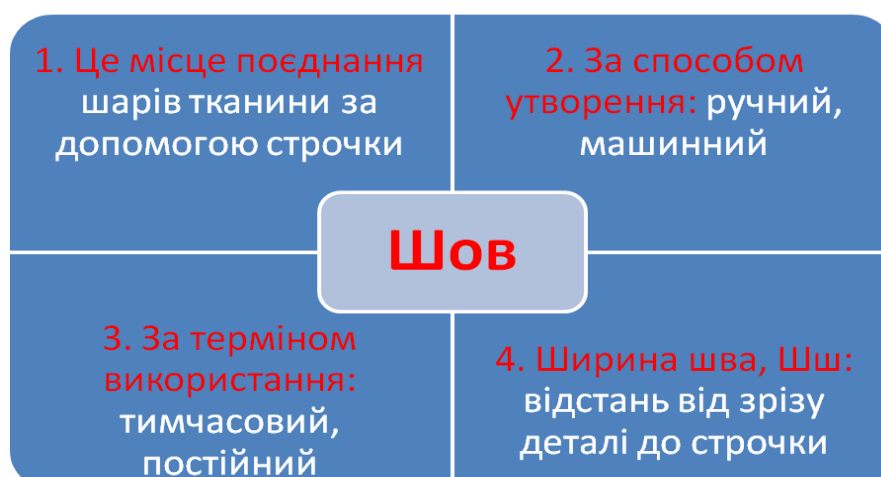 1. Це місце поєднання
шарів тканини за
допомогою строчки
2. За способом
утворення: ручний,
машинний
Шов
3. За терміном
використання:
тимчасовий,
постійний
4. Ширина шва, Шш:
відстань від зрізу
деталі до строчки